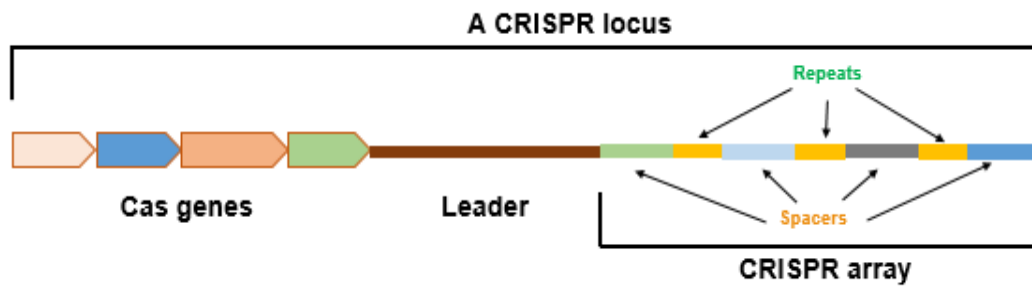 A CRISPR locus
Repeats
Cas genes
Leader
Spacers
CRISPR array